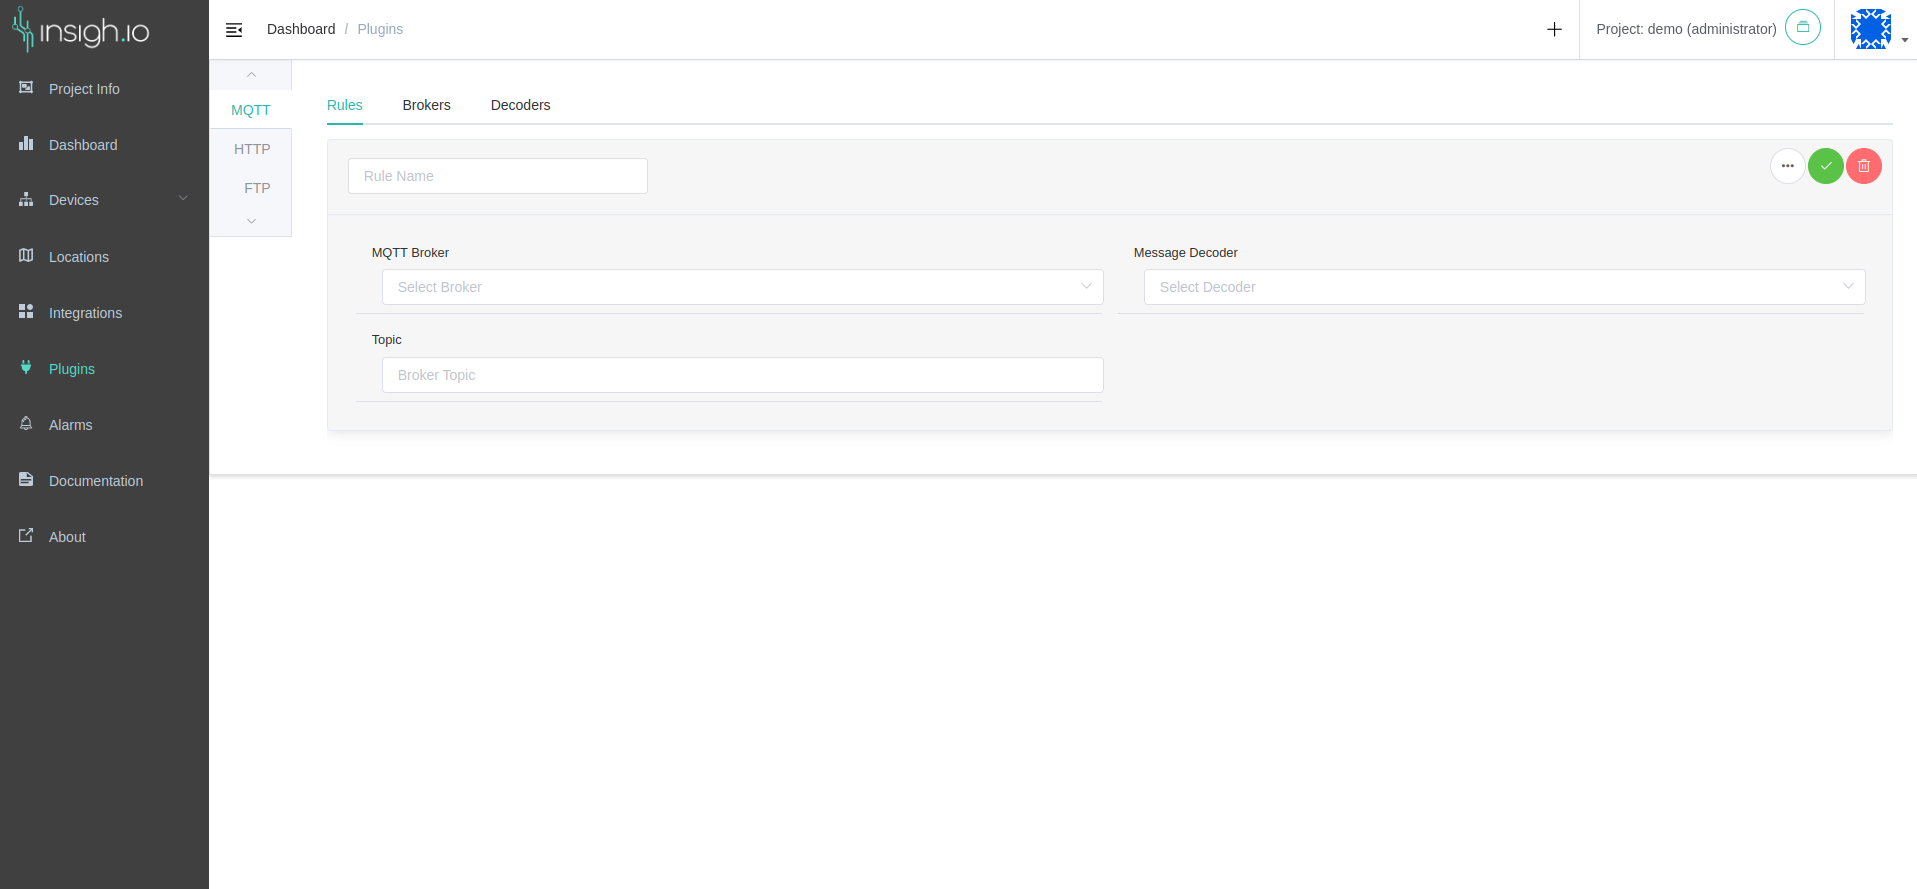 insigh.io
Project Info
Dashboard
Devices
Locations
Integrations
Plugins
Alarms
Documentation
About
Dashboard / Plugins
Project: demo (administrator)
MQTT
HTTP
FTP
Rules Brokers Decoders
Rule Name
MQTT Broker
Select Broker
Message Decoder
Select Decoder
Topic
Broker Topic